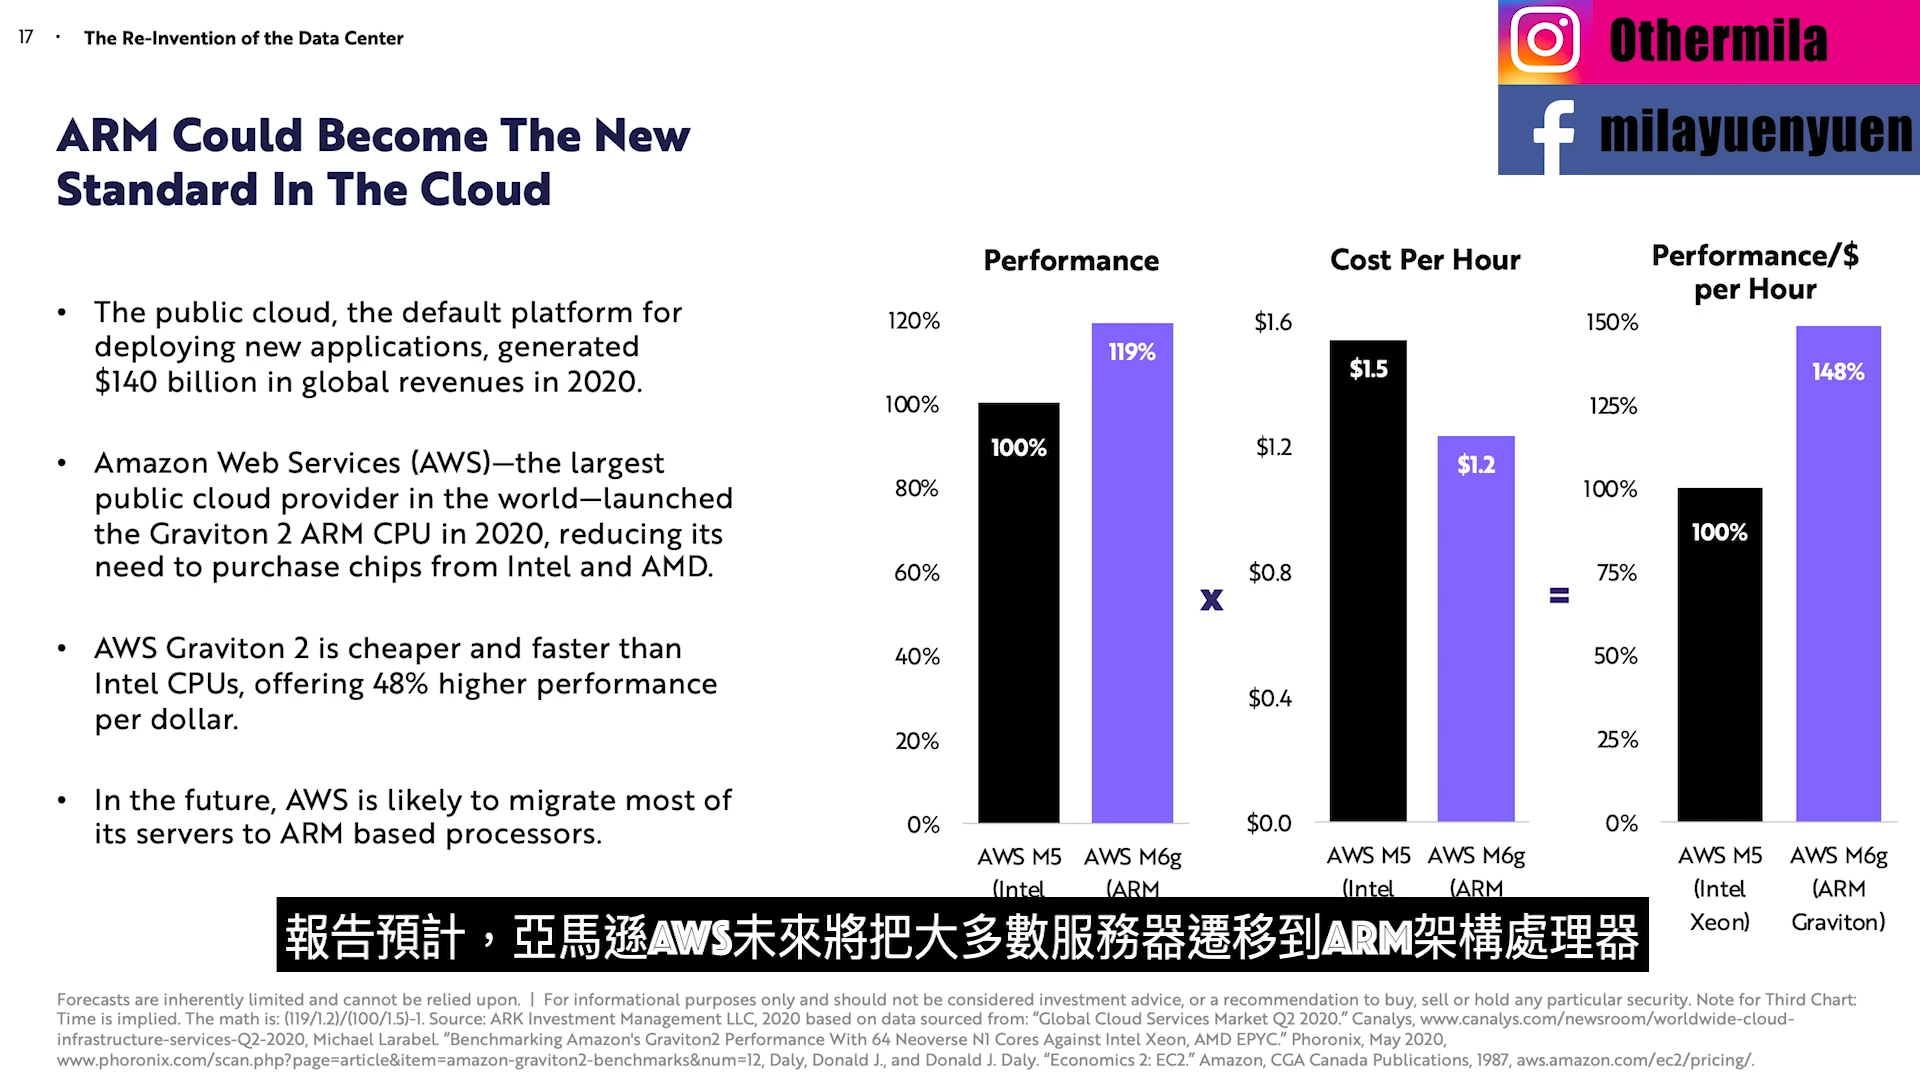 17 · The Re-Invention of the Data Center
Othermila
milayuenyuen
ARM Could Become The New
Standard In The Cloud
• The public cloud, the default platform for
deploying new applications, generated
$140 billion in global revenues in 2020.
• Amazon Web Services (AWS)—the largest
public cloud provider in the world—launched
the Graviton 2 ARM CPU in 2020, reducing its
need to purchase chips from Intel and AMD.
• AWS Graviton 2 is cheaper and faster than
Intel CPUs, offering 48% higher performance
per dollar.
• In the future, AWS is likely to migrate most of
its servers to ARM based processors.
Performance
120%
100%
80%
60%
40%
20%
0%
100%
119%
AWS M5
(Intel
AWS M6g
(ARM
x
Cost Per Hour
$1.6
$1.2
$0.8
$0.4
$0.0
$1.5
$1.2
AWS M5
(Intel
AWS M6g
(ARM
=
Performance/$
per Hour
150%
125%
100%
75%
50%
25%
0%
100%
148%
AWS M5
(Intel
Xeon)
AWS M6g
(ARM
Graviton)
報告預計，亞馬遜AWS未來將把大多數服務器遷移到ARM架構處理器
Forecasts are inherently limited and cannot be relied upon. | For informational purposes only and should not be considered investment advice, or a recommendation to buy, sell or hold any particular security. Note for Third Chart:
Time is implied. The math is: (119/1.2)/(100/1.5)-1. Source: ARK Investment Management LLC, 2020 based on data sourced from: “Global Cloud Services Market Q2 2020.” Canalys, www.canalys.com/newsroom/worldwide-cloud-
infrastructure-services-Q2-2020, Michael Larabel. “Benchmarking Amazon's Graviton2 Performance With 64 Neoverse N1 Cores Against Intel Xeon, AMD EPYC.” Phoronix, May 2020,
www.phoronix.com/scan.php?page=article&item=amazon-graviton2-benchmarks&num=12, Daly, Donald J., and Donald J. Daly. “Economics 2: EC2.” Amazon, CGA Canada Publications, 1987, aws.amazon.com/ec2/pricing/.